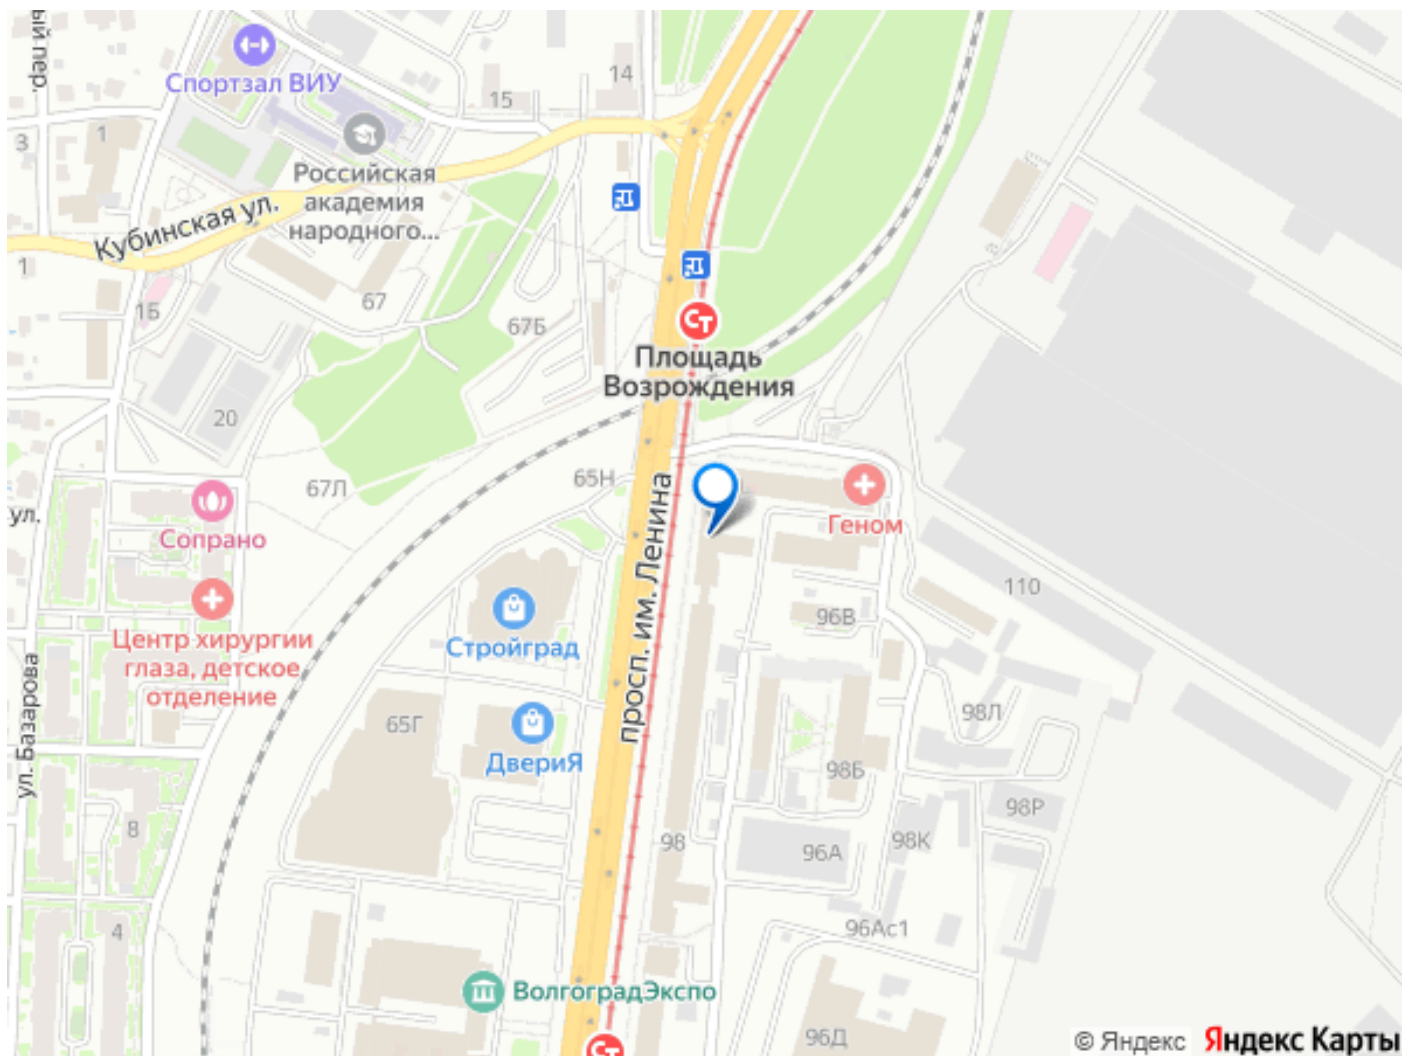 ый пер.
Спортзал ВИУ
14
15
3
1
Российская
академия
народного...
Кубинская ул.
1
1Б
67
67Б
Ст
Площадь
Возрождения
20
67Л
65Н
ул.
Сопрано
Геном
110
96В
Центр хирургии
глаза, детское
отделение
Стройград
просп. им. Ленина
ул. Базарова
65Г
ДвериЯ
98Л
98Б
98Р
8
98
96А
98К
4
96Ас1
ВолгоградЭкспо
96Д
Ст
© Яндекс Яндекс Карты